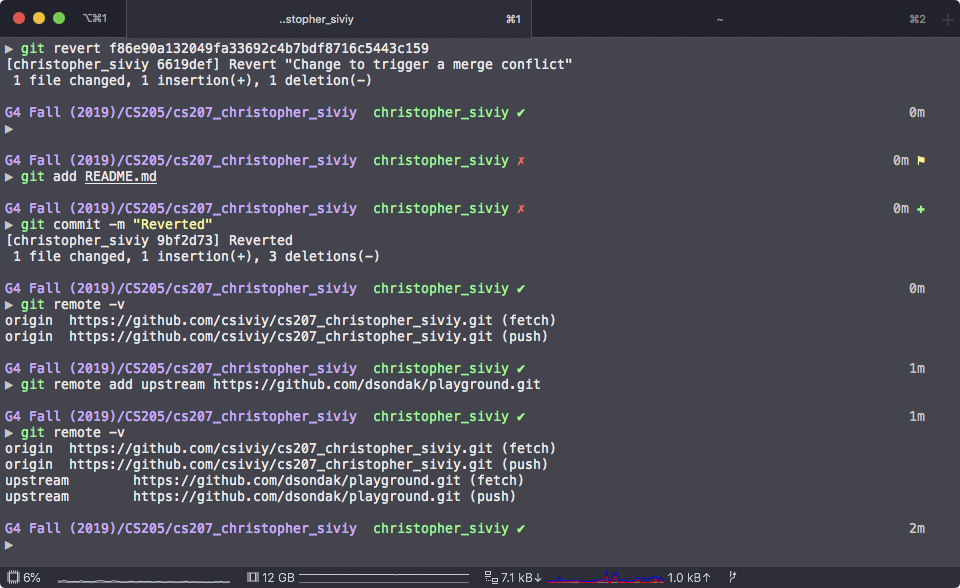 ⌥⌘1 ..stopher_siviy ⌘1 ~ ⌘2
▶ git revert f86e90a132049fa33692c4b7bdf8716c5443c159
[christopher_siviy 6619def] Revert "Change to trigger a merge conflict"
1 file changed, 1 insertion(+), 1 deletion(-)
G4 Fall (2019)/CS205/cs207_christopher_siviy christopher_siviy ✔ 0m
▶
G4 Fall (2019)/CS205/cs207_christopher_siviy christopher_siviy ✗ 0m ⚑
▶ git add README.md
G4 Fall (2019)/CS205/cs207_christopher_siviy christopher_siviy ✗ 0m +
▶ git commit -m "Reverted"
[christopher_siviy 9bf2d73] Reverted
1 file changed, 1 insertion(+), 3 deletions(-)
G4 Fall (2019)/CS205/cs207_christopher_siviy christopher_siviy ✔ 0m
▶ git remote -v
origin https://github.com/csiviy/cs207_christopher_siviy.git (fetch)
origin https://github.com/csiviy/cs207_christopher_siviy.git (push)
G4 Fall (2019)/CS205/cs207_christopher_siviy christopher_siviy ✔ 1m
▶ git remote add upstream https://github.com/dsondak/playground.git
G4 Fall (2019)/CS205/cs207_christopher_siviy christopher_siviy ✔ 1m
▶ git remote -v
origin https://github.com/csiviy/cs207_christopher_siviy.git (fetch)
origin https://github.com/csiviy/cs207_christopher_siviy.git (push)
upstream https://github.com/dsondak/playground.git (fetch)
upstream https://github.com/dsondak/playground.git (push)
G4 Fall (2019)/CS205/cs207_christopher_siviy christopher_siviy ✔ 2m
▶
6% 12 GB 7.1 kB↓ 1.0 kB↑